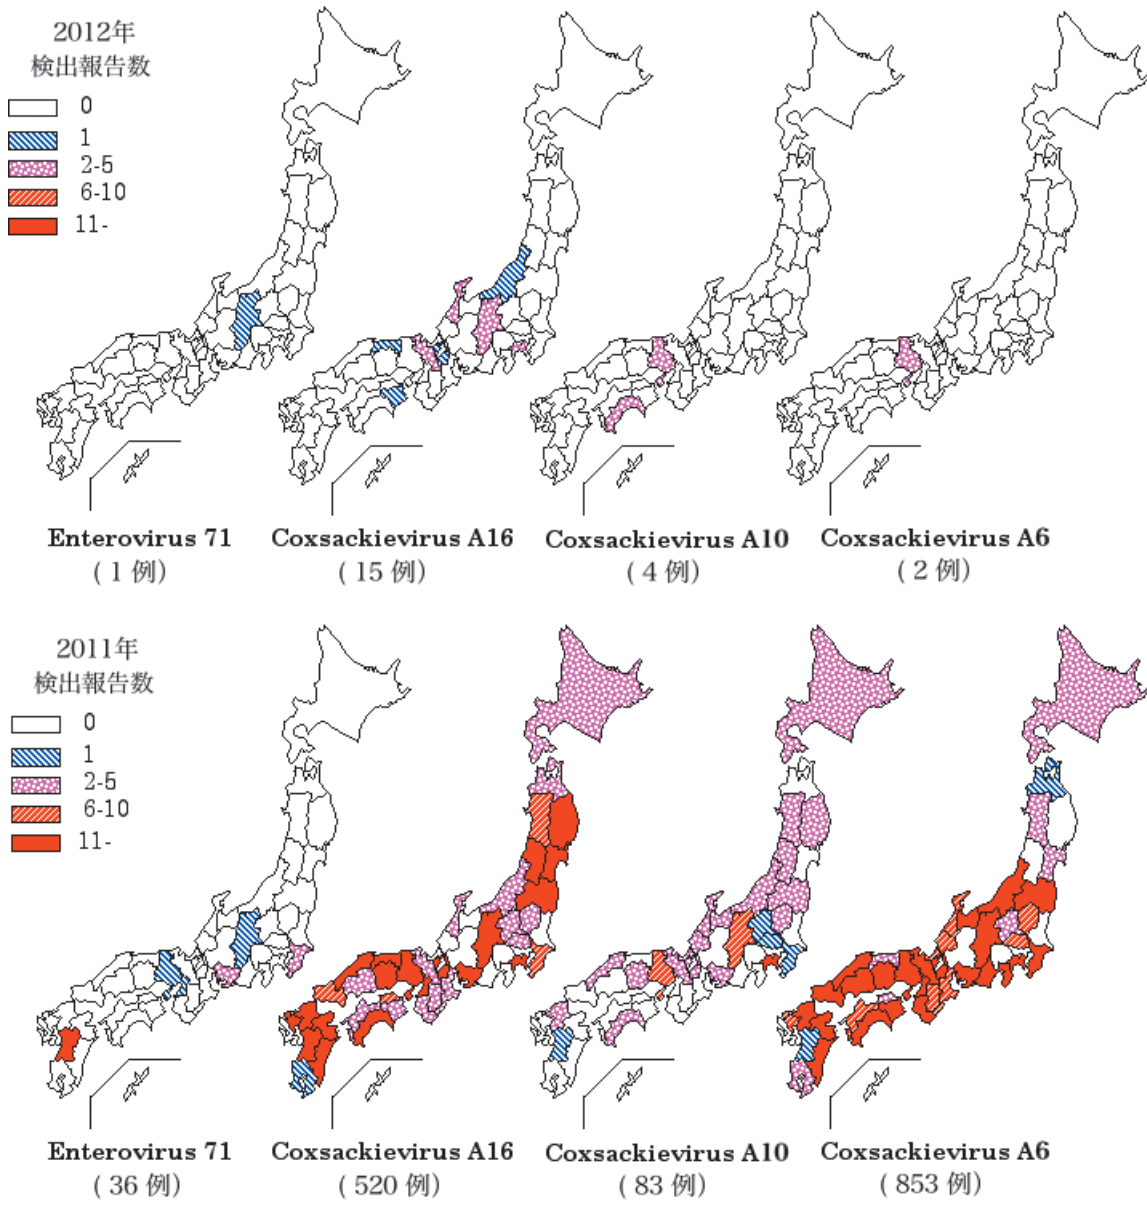 2012年
検出報告数
0
1
2-5
6-10
11-
Enterovirus 71
( 1 例)
Coxsackievirus A16
( 15 例)
Coxsackievirus A10
( 4 例)
Coxsackievirus A6
( 2 例)
2011年
検出報告数
0
1
2-5
6-10
11-
Enterovirus 71
( 36 例)
Coxsackievirus A16
( 520 例)
Coxsackievirus A10
( 83 例)
Coxsackievirus A6
( 853 例)